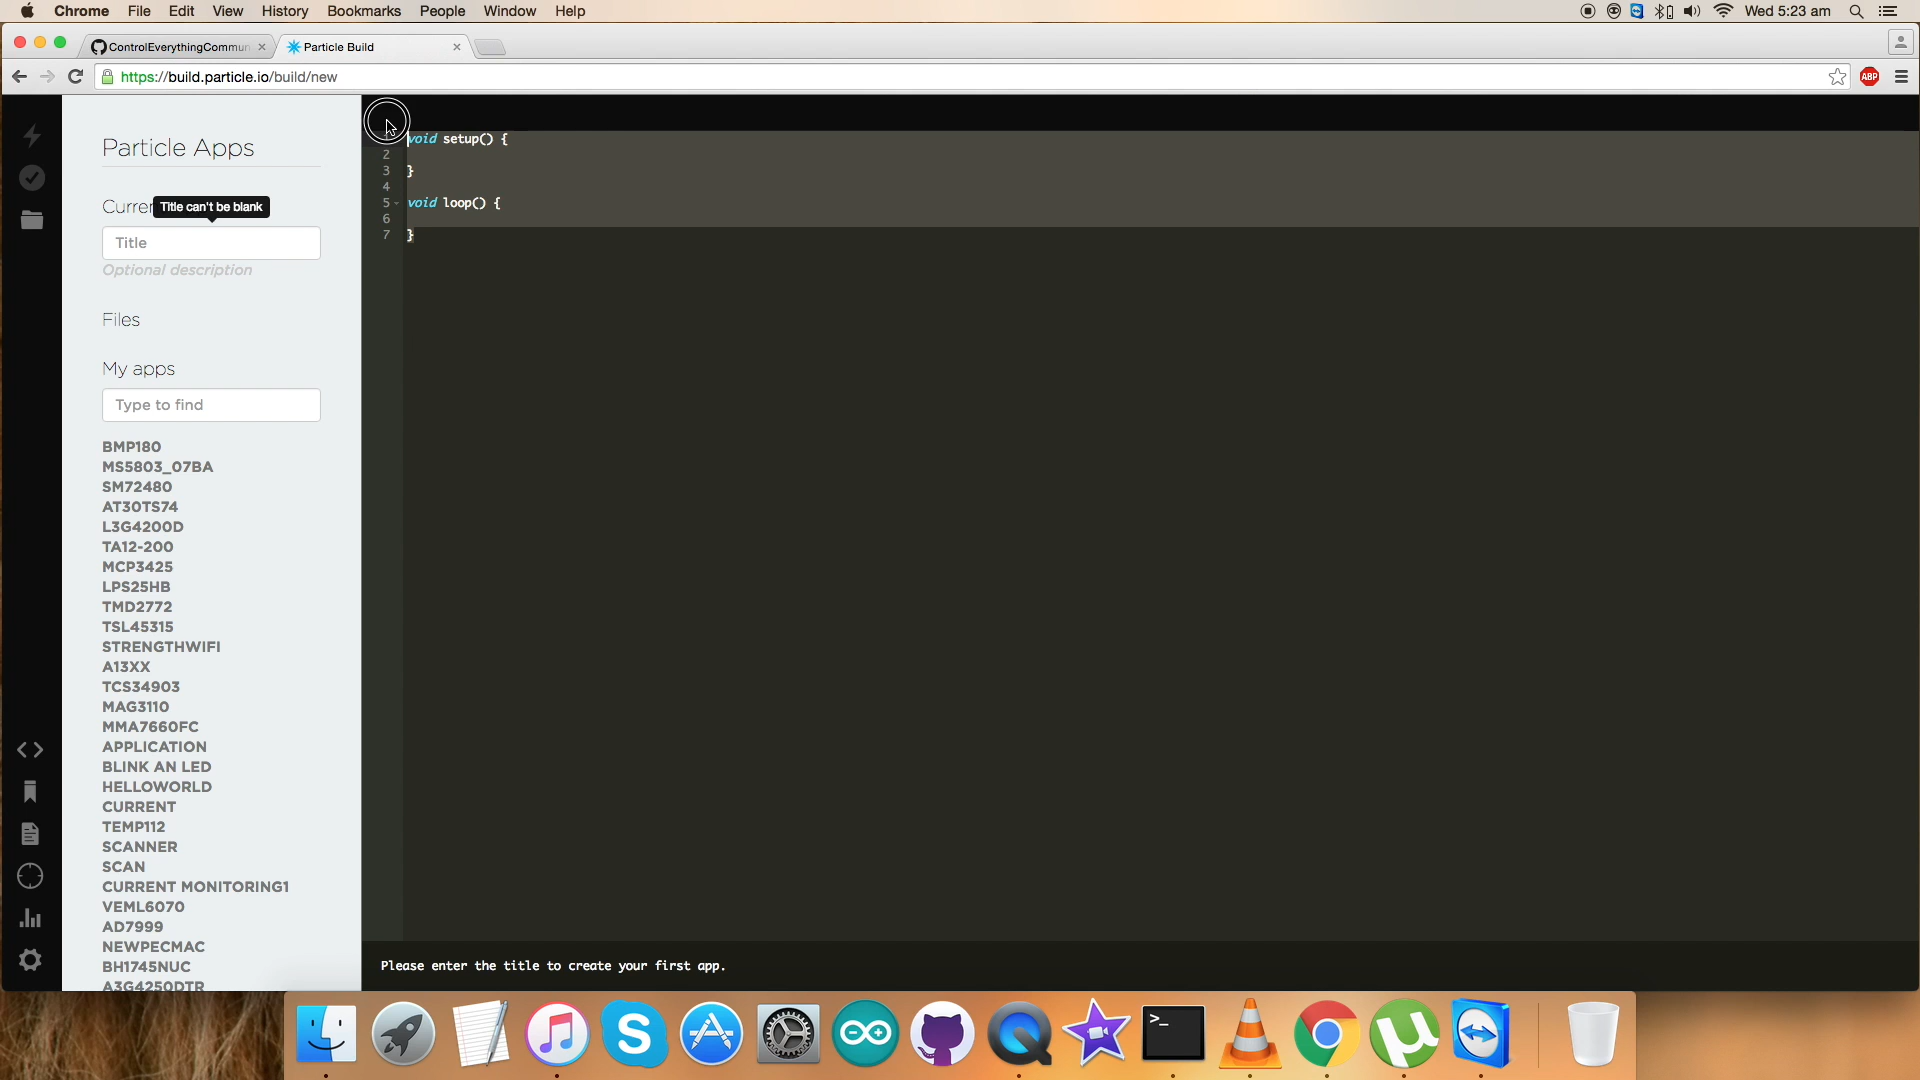 Chrome File Edit View History Bookmarks People Window Help Wed 5:23 am
ControlEverythingCommun Particle Build
https://build.particle.io/build/new ABP
Particle Apps
Curren Title can't be blank
Title
Optional description
Files
My apps
Type to find
BMP180
MS5803_07BA
SM72480
AT30TS74
L3G4200D
TA12-200
MCP3425
LPS25HB
TMD2772
TSL45315
STRENGTHWIFI
A13XX
TCS34903
MAG3110
MMA7660FC
APPLICATION
BLINK AN LED
HELLOWORLD
CURRENT
TEMP112
SCANNER
SCAN
CURRENT MONITORING1
VEML6070
AD7999
NEWPECMAC
BH1745NUC
A3G4250DTR
void setup() {
2
3 }
4
5 void loop() {
6
7 }
Please enter the title to create your first app.